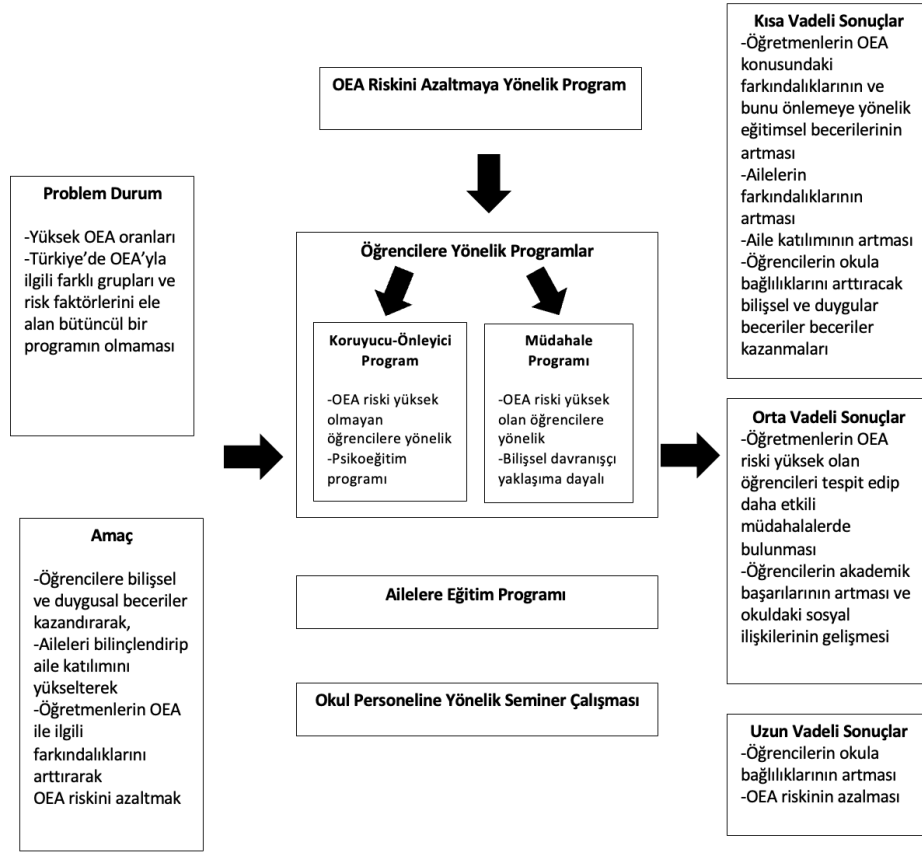 OEA Riskini Azaltmaya Yönelik Program
Problem Durum
-Yüksek OEA oranları
-Türkiye’de OEA’yla
ilgili farklı grupları ve
risk faktörlerini ele
alan bütüncül bir
programın olmaması
Amaç
-Öğrencilere bilişsel
ve duygusal beceriler
kazandırarak,
-Aileleri bilinçlendirip
aile katılımını
yükselterek
-Öğretmenlerin OEA
ile ilgili
farkındalıklarını
arttırarak
OEA riskini azaltmak
Öğrencilere Yönelik Programlar
Koruyucu-Önleyici
Program
-OEA riski yüksek
olmayan
öğrencilere yönelik
-Psikoeğitim
programı
Müdahale
Programı
-OEA riski yüksek
olan öğrencilere
yönelik
-Bilişsel davranışçı
yaklaşıma dayalı
Ailelere Eğitim Programı
Okul Personeline Yönelik Seminer Çalışması
Kısa Vadeli Sonuçlar
-Öğretmenlerin OEA
konusundaki
farkındalıklarının ve
bunu önlemeye yönelik
eğitimsel becerilerinin
artması
-Ailelerin
farkındalıklarının
artması
-Aile katılımının artması
-Öğrencilerin okula
bağlılıklarını arttıracak
bilişsel ve duygular
beceriler beceriler
kazanmaları
Orta Vadeli Sonuçlar
-Öğretmenlerin OEA
riski yüksek olan
öğrencileri tespit edip
daha etkili
müdahalalerde
bulunması
-Öğrencilerin akademik
başarılarının artması ve
okuldaki sosyal
ilişkilerinin gelişmesi
Uzun Vadeli Sonuçlar
-Öğrencilerin okula
bağlılıklarının artması
-OEA riskinin azalması